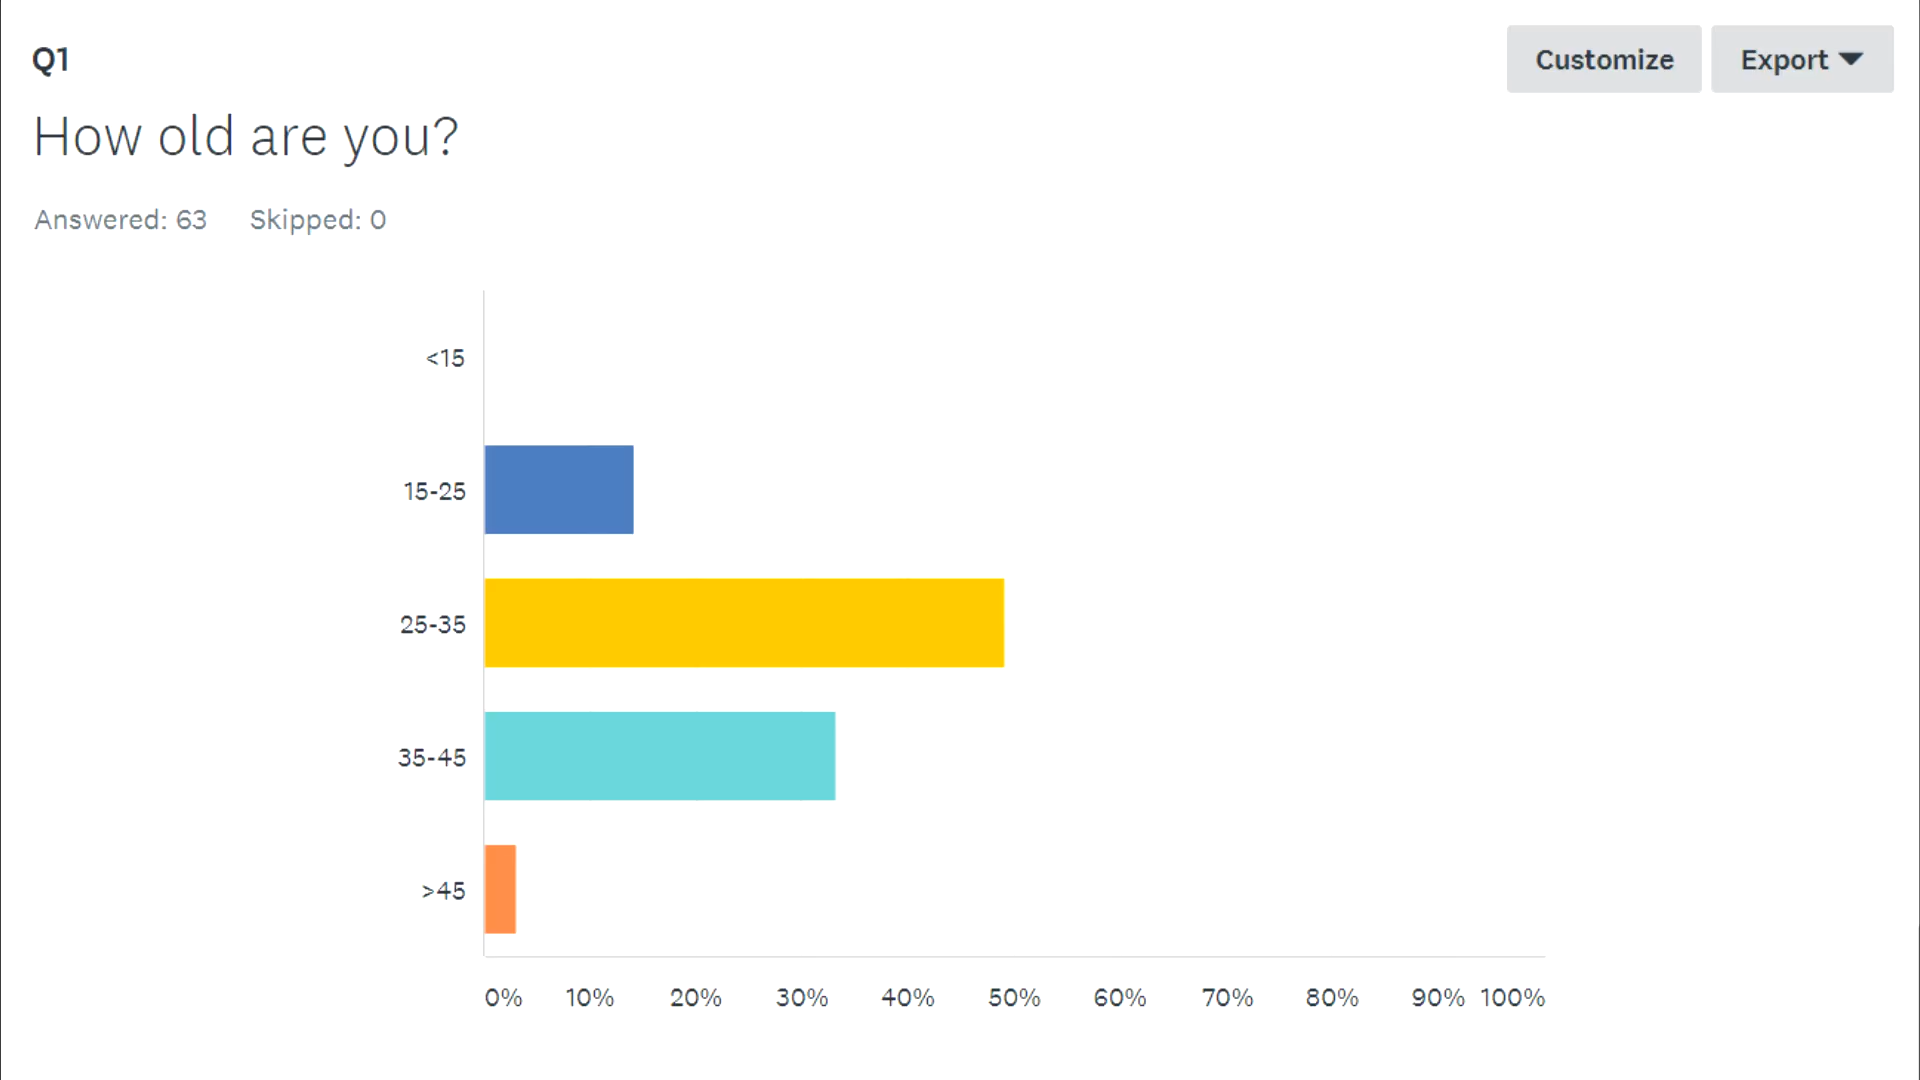 Q1
Customize
Export
How old are you?
Answered: 63 Skipped: 0
<15
15-25
25-35
35-45
>45
0% 10% 20% 30% 40% 50% 60% 70% 80% 90% 100%